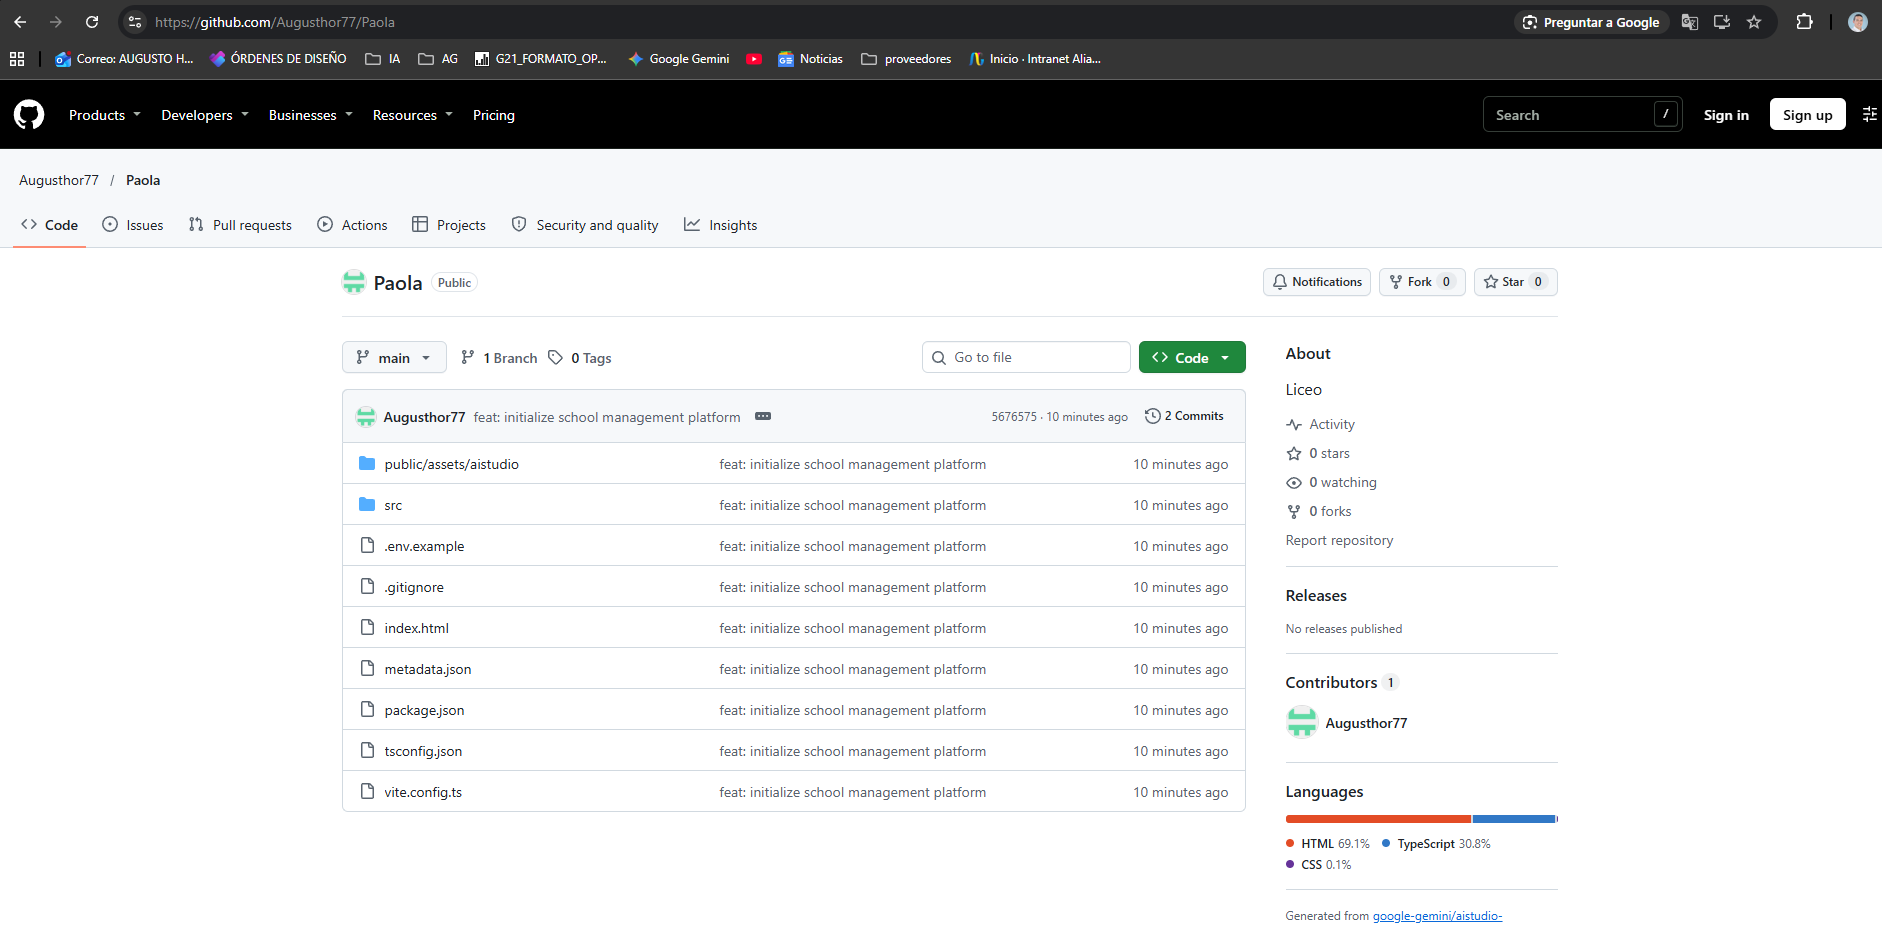 https://github.com/Augusthor77/Paola
Preguntar a Google
Correo: AUGUSTO H...
ÓRDENES DE DISEÑO
IA
AG
G21_FORMATO_OP...
Google Gemini
Noticias
proveedores
Inicio · Intranet Alia...
Products
Developers
Businesses
Resources
Pricing
Search
/
Sign in
Sign up
Augusthor77 / Paola
Code
Issues
Pull requests
Actions
Projects
Security and quality
Insights
Paola
Public
Notifications
Fork 0
Star 0
main
1 Branch
0 Tags
Go to file
Code
Augusthor77 feat: initialize school management platform
5676575 · 10 minutes ago
2 Commits
public/assets/aistudio feat: initialize school management platform 10 minutes ago
src feat: initialize school management platform 10 minutes ago
.env.example feat: initialize school management platform 10 minutes ago
.gitignore feat: initialize school management platform 10 minutes ago
index.html feat: initialize school management platform 10 minutes ago
metadata.json feat: initialize school management platform 10 minutes ago
package.json feat: initialize school management platform 10 minutes ago
tsconfig.json feat: initialize school management platform 10 minutes ago
vite.config.ts feat: initialize school management platform 10 minutes ago
About
Liceo
Activity
0 stars
0 watching
0 forks
Report repository
Releases
No releases published
Contributors 1
Augusthor77
Languages
HTML 69.1%
TypeScript 30.8%
CSS 0.1%
Generated from google-gemini/aistudio-